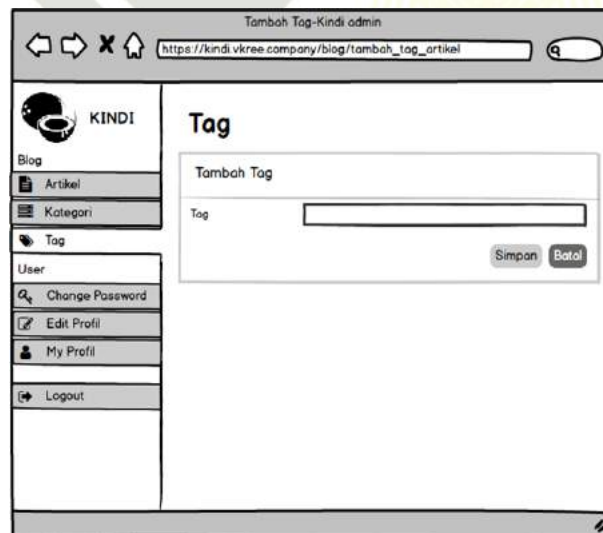 Tambah Tag-Kindi admin
https://kindi.vkree.company/blog/tambah_tag_artikel
KINDI
Blog
Artikel
Kategori
Tag
User
Change Password
Edit Profil
My Profil
Logout
Tag
Tambah Tag
Tag
Simpan Batal